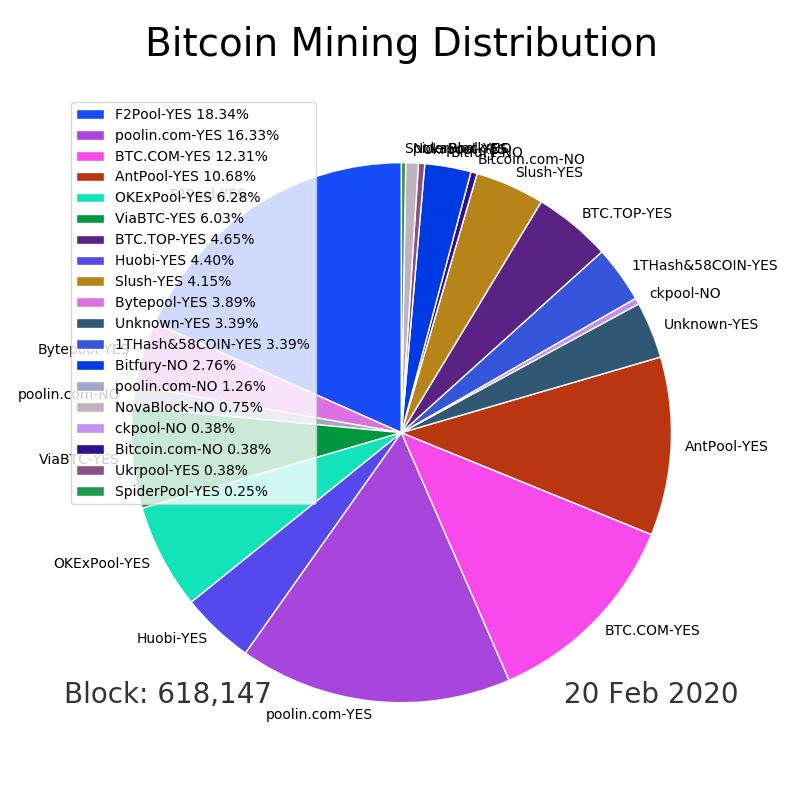 Bitcoin Mining Distribution
F2Pool-YES 18.34%
poolin.com-YES 16.33%
BTC.COM-YES 12.31%
AntPool-YES 10.68%
OKExPool-YES 6.28%
ViaBTC-YES 6.03%
BTC.TOP-YES 4.65%
Huobi-YES 4.40%
Slush-YES 4.15%
Bytepool-YES 3.89%
Unknown-YES 3.39%
1THash&58COIN-YES 3.39%
Bitfury-NO 2.76%
poolin.com-NO 1.26%
NovaBlock-NO 0.75%
ckpool-NO 0.38%
Bitcoin.com-NO 0.38%
Ukrpool-YES 0.38%
SpiderPool-YES 0.25%
Bitcoin.com-NO
Slush-YES
BTC.TOP-YES
1THash&58COIN-YES
ckpool-NO
Unknown-YES
AntPool-YES
BTC.COM-YES
poolin.com-YES
Huobi-YES
OKExPool-YES
ViaBTC-YES
poolin.com-NO
Bytepool-YES
F2Pool-YES
Block: 618,147
20 Feb 2020